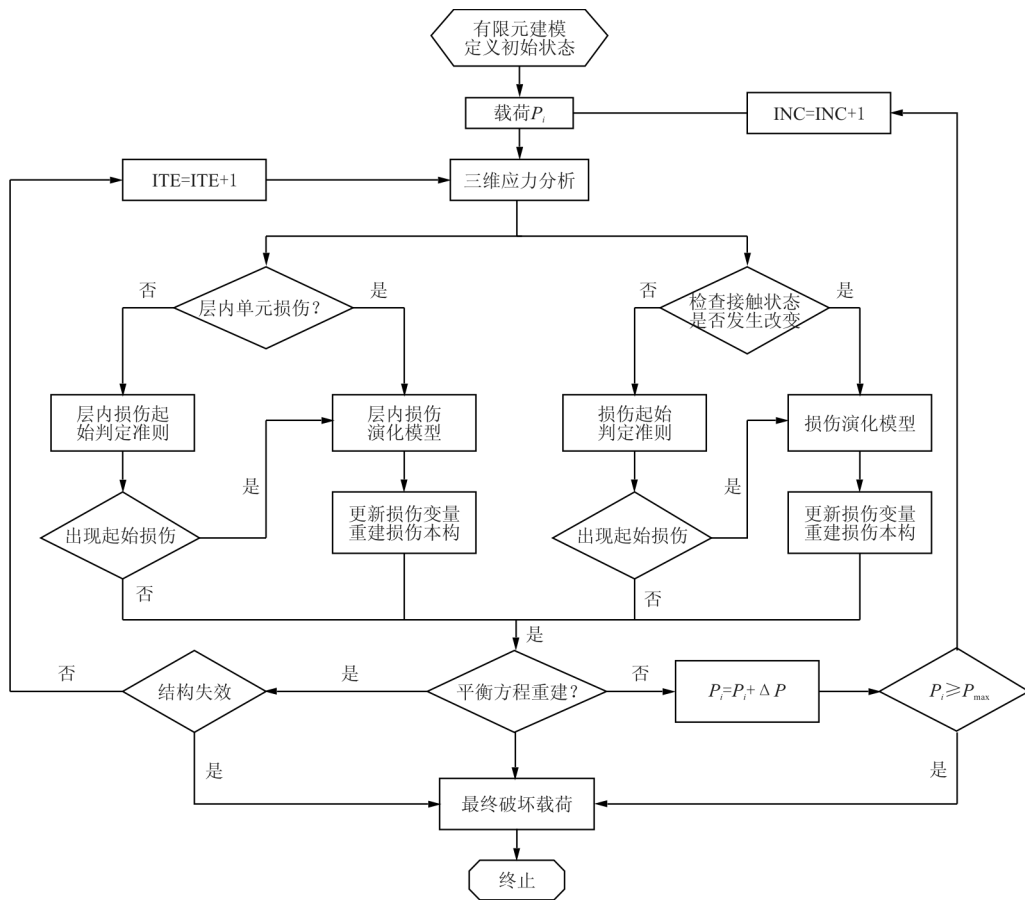 有限元建模
定义初始状态
载荷Pi
INC=INC+1
ITE=ITE+1
三维应力分析
否
层内单元损伤？
是
否
检查接触状态
是否发生改变
是
层内损伤起
始判定准则
层内损伤
演化模型
损伤起始
判定准则
损伤演化模型
是
是
出现起始损伤
更新损伤变量
重建损伤本构
出现起始损伤
更新损伤变量
重建损伤本构
否
否
是
否
结构失效
是
平衡方程重建？
否
Pi=Pi+ΔP
Pi≥Pmax
是
是
最终破坏载荷
终止